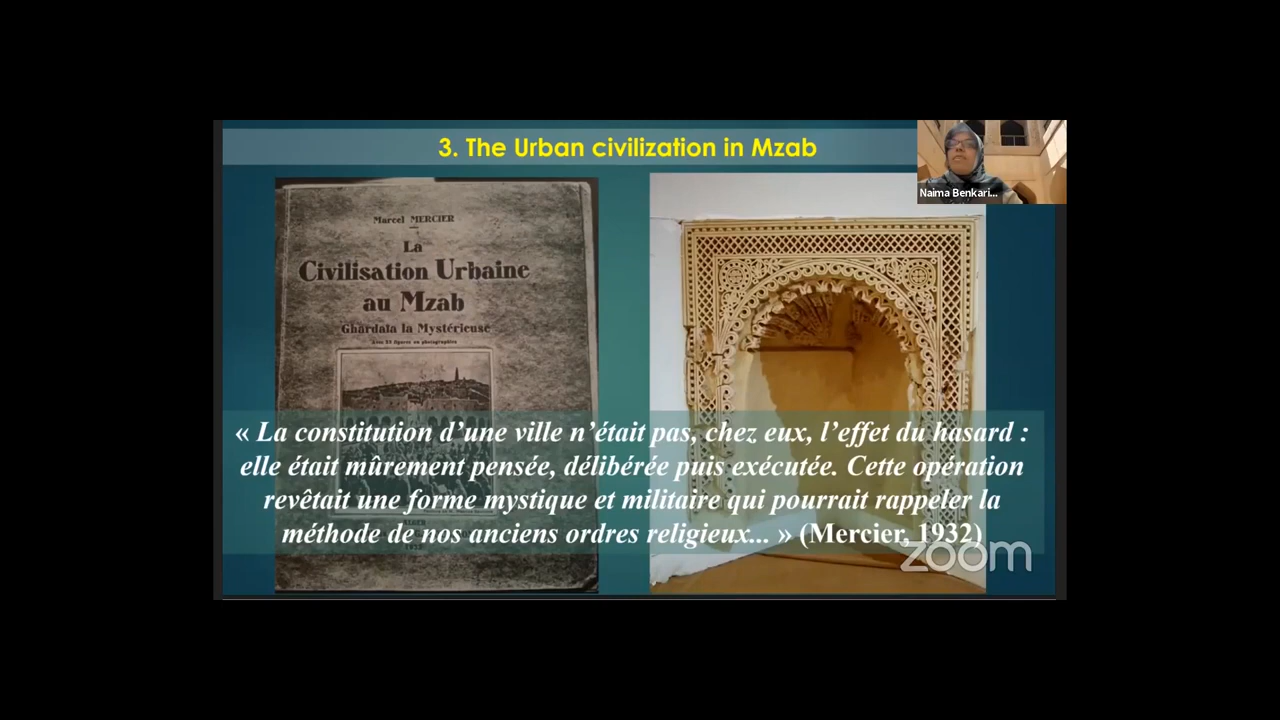 3. The Urban civilization in Mzab
Naima Benkari...
Marcel MERCIER
La
Civilisation Urbaine
au Mzab
Ghardaïa la Mystérieuse
« La constitution d’une ville n’était pas, chez eux, l’effet du hasard :
elle était mûrement pensée, délibérée puis exécutée. Cette opération
revêtait une forme mystique et militaire qui pourrait rappeler la
méthode de nos anciens ordres religieux... » (Mercier, 1932)
zoom